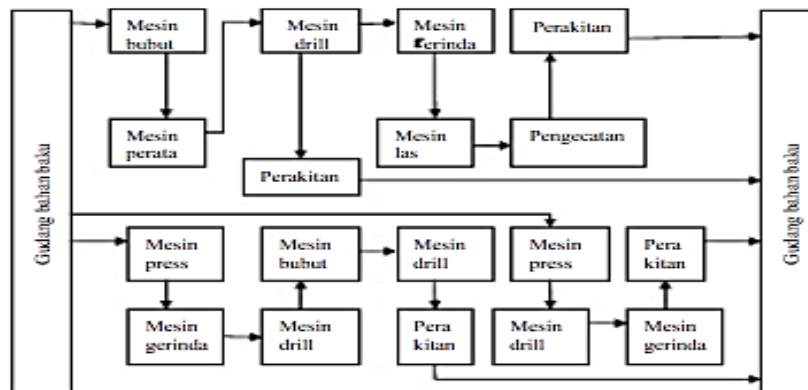 Gudang bahan baku
Mesin
bubut
Mesin
drill
Mesin
gerinda
Perakitan
Mesin
perata
Mesin
las
Pengecatan
Perakitan
Mesin
press
Mesin
bubut
Mesin
drill
Mesin
press
Pera
kitan
Mesin
gerinda
Mesin
drill
Pera
kitan
Mesin
drill
Mesin
gerinda
Gudang bahan baku